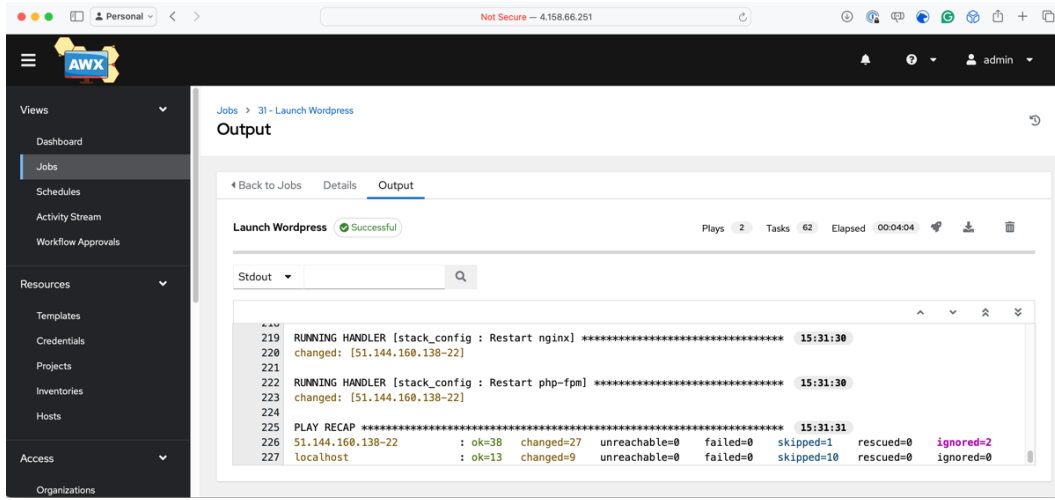 Personal
Not Secure — 4.158.66.251
AWX
admin
Views
Dashboard
Jobs
Schedules
Activity Stream
Workflow Approvals
Resources
Templates
Credentials
Projects
Inventories
Hosts
Access
Organizations
Jobs > 31 - Launch Wordpress
Output
Back to Jobs Details Output
Launch Wordpress Successful Plays 2 Tasks 62 Elapsed 00:04:04
Stdout
218
219 RUNNING HANDLER [stack_config : Restart nginx] ********************************* 15:31:30
220 changed: [51.144.160.138-22]
221
222 RUNNING HANDLER [stack_config : Restart php-fpm] ******************************* 15:31:30
223 changed: [51.144.160.138-22]
224
225 PLAY RECAP ********************************************************************* 15:31:31
226 51.144.160.138-22 : ok=38 changed=27 unreachable=0 failed=0 skipped=1 rescued=0 ignored=2
227 localhost : ok=13 changed=9 unreachable=0 failed=0 skipped=10 rescued=0 ignored=0